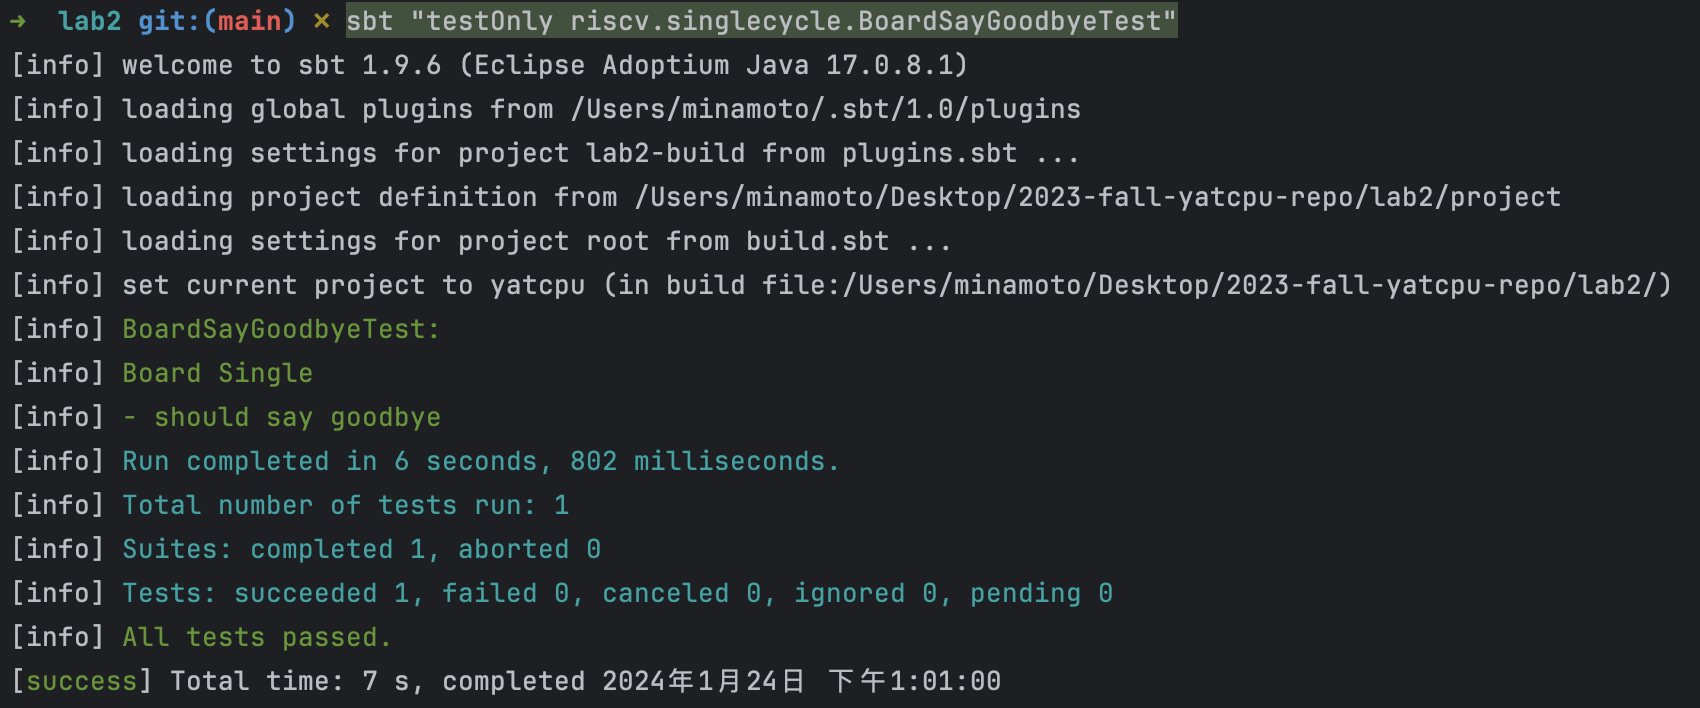 ➜ lab2 git:(main) ✗ sbt "testOnly riscv.singlecycle.BoardSayGoodbyeTest"
[info] welcome to sbt 1.9.6 (Eclipse Adoptium Java 17.0.8.1)
[info] loading global plugins from /Users/minamoto/.sbt/1.0/plugins
[info] loading settings for project lab2-build from plugins.sbt ...
[info] loading project definition from /Users/minamoto/Desktop/2023-fall-yatcpu-repo/lab2/project
[info] loading settings for project root from build.sbt ...
[info] set current project to yatcpu (in build file:/Users/minamoto/Desktop/2023-fall-yatcpu-repo/lab2/)
[info] BoardSayGoodbyeTest:
[info] Board Single
[info] - should say goodbye
[info] Run completed in 6 seconds, 802 milliseconds.
[info] Total number of tests run: 1
[info] Suites: completed 1, aborted 0
[info] Tests: succeeded 1, failed 0, canceled 0, ignored 0, pending 0
[info] All tests passed.
[success] Total time: 7 s, completed 2024年1月24日 下午1:01:00